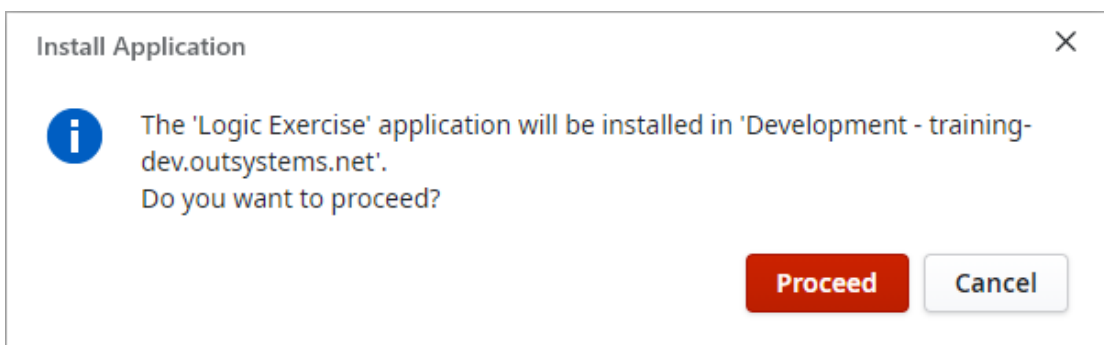 Install Application
The 'Logic Exercise' application will be installed in 'Development - training-
dev.outsystems.net'.
Do you want to proceed?
Proceed Cancel